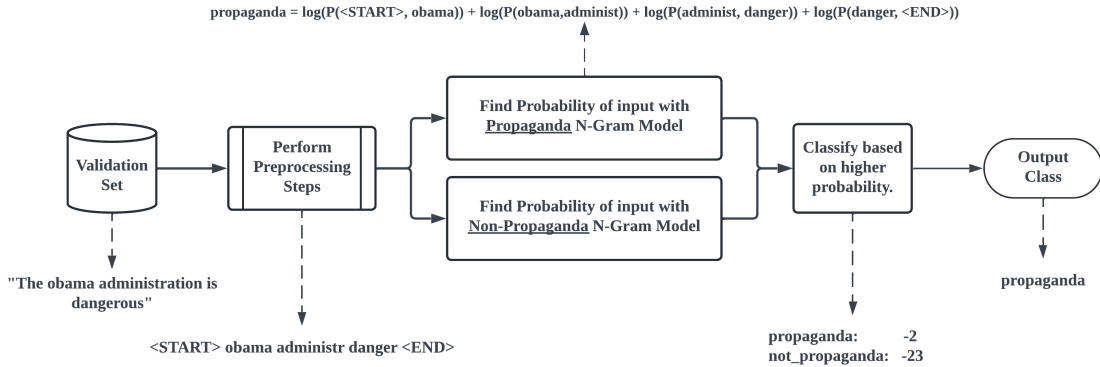 propaganda = log(P(<START>, obama)) + log(P(obama,administ)) + log(P(administ, danger)) + log(P(danger, <END>))
Validation
Set
Perform
Preprocessing
Steps
Find Probability of input with
Propaganda N-Gram Model
Find Probability of input with
Non-Propaganda N-Gram Model
Classify based
on higher
probability.
Output
Class
"The obama administration is
dangerous"
<START> obama administr danger <END>
propaganda: -2
not_propaganda: -23
propaganda